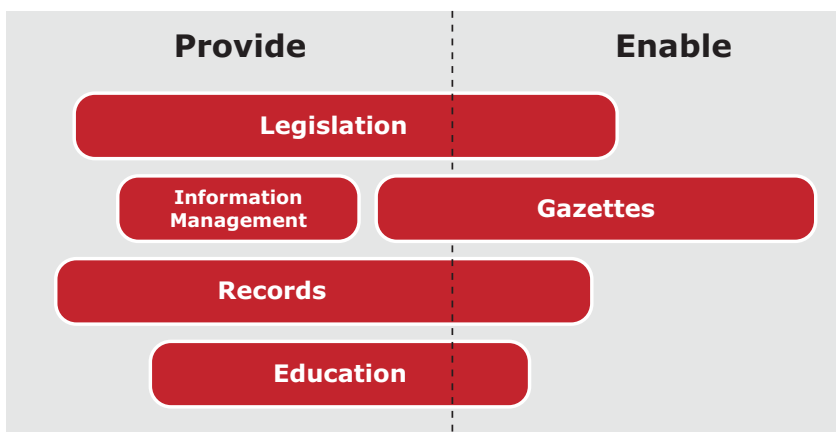 Provide
Enable
Legislation
Information
Management
Gazettes
Records
Education